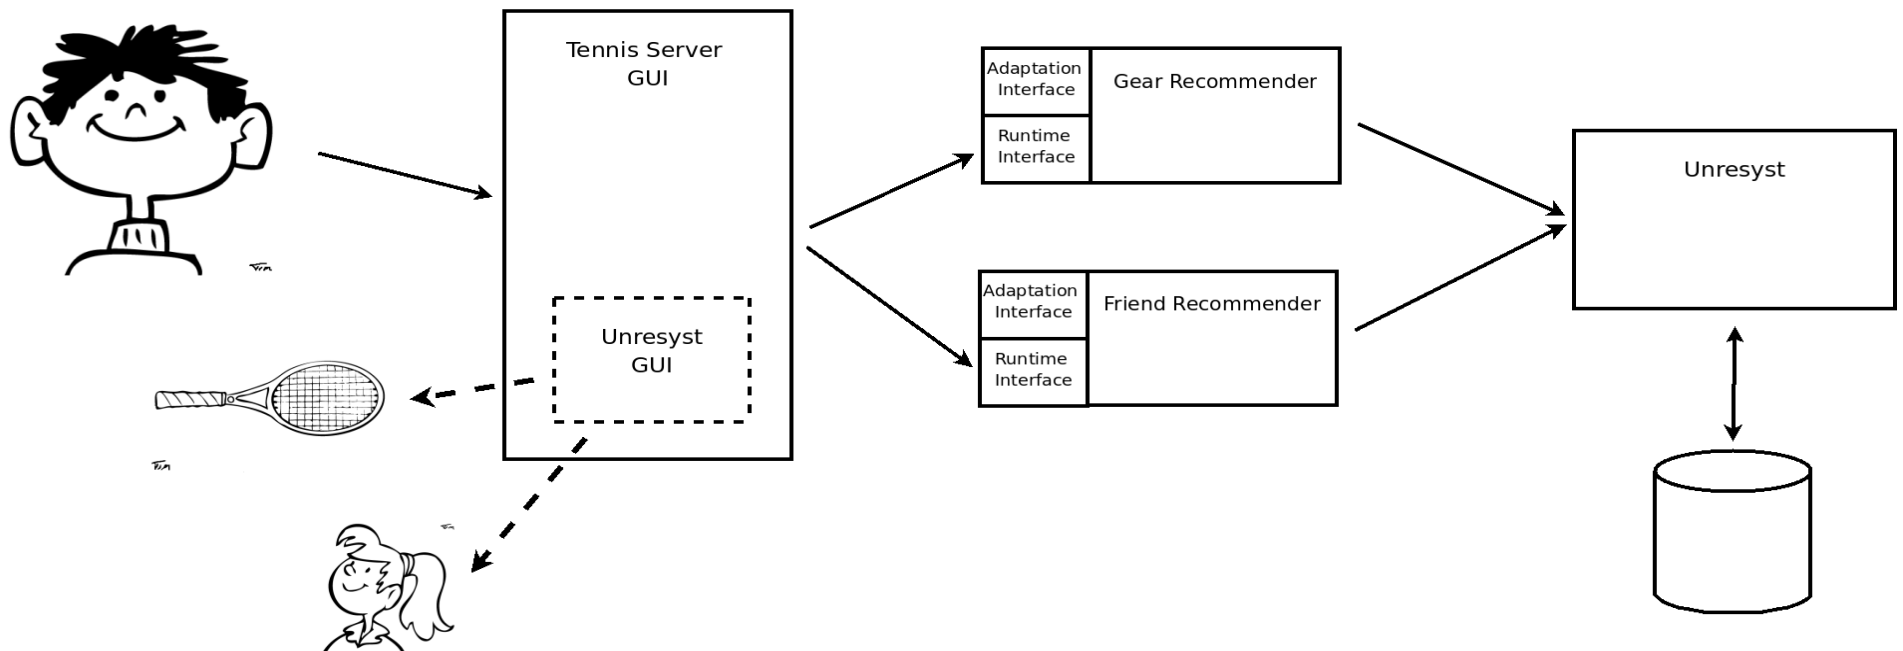 Tennis Server
GUI
Unresyst
GUI
Adaptation
Interface
Runtime
Interface
Gear Recommender
Adaptation
Interface
Runtime
Interface
Friend Recommender
Unresyst